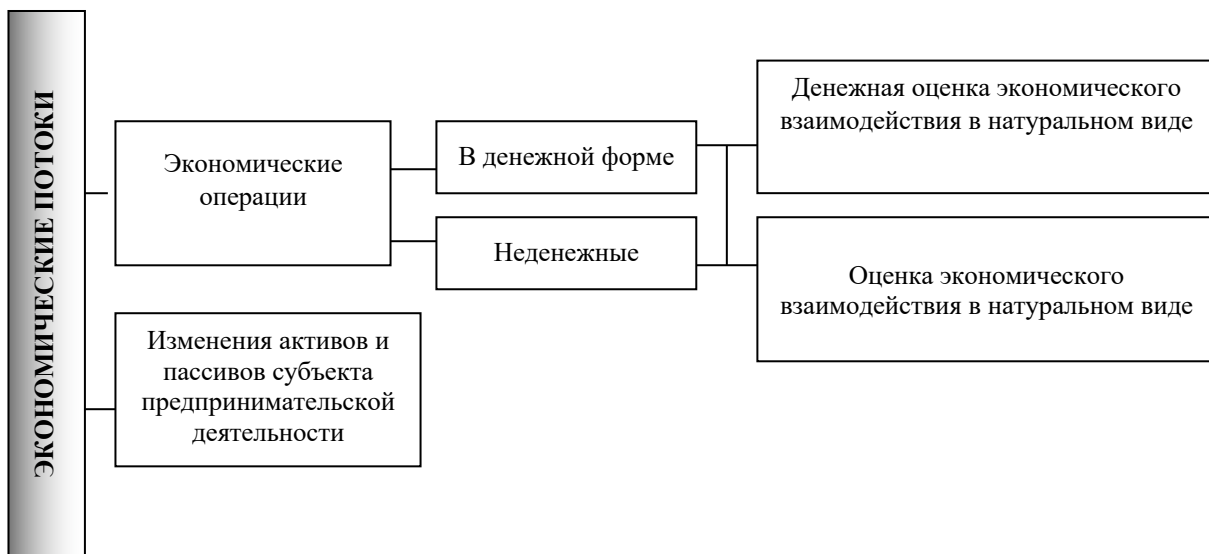 ЭКОНОМИЧЕСКИЕ ПОТОКИ
Экономические
операции
В денежной форме
Неденежные
Денежная оценка экономического
взаимодействия в натуральном виде
Оценка экономического
взаимодействия в натуральном виде
Изменения активов и
пассивов субъекта
предпринимательской
деятельности